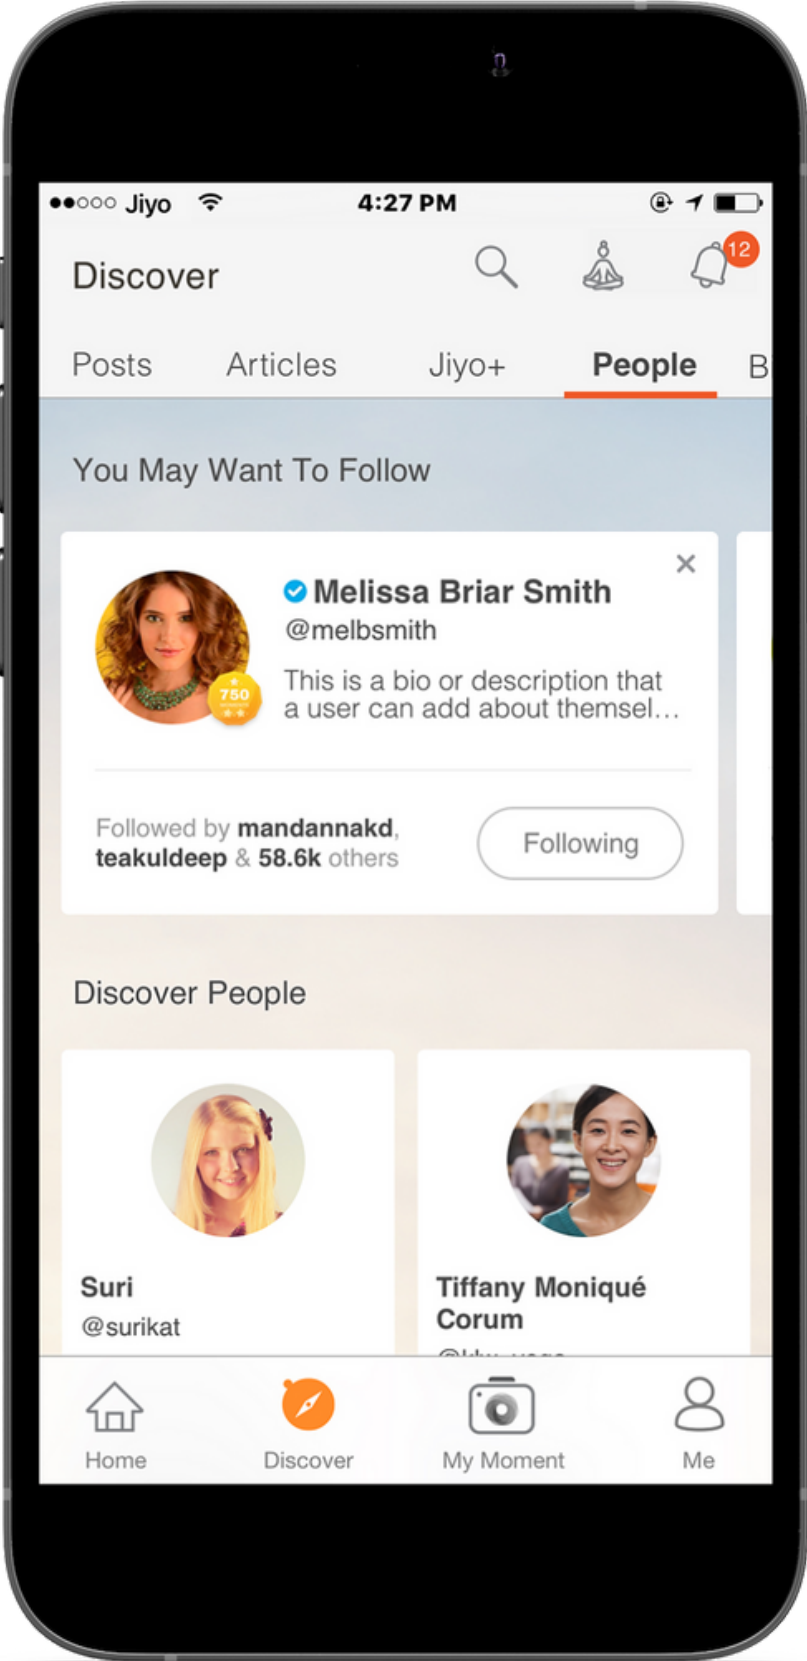 Jiyo 4:27 PM
Discover 12
Posts Articles Jiyo+ People B
You May Want To Follow
Melissa Briar Smith
@melbsmith
This is a bio or description that
a user can add about themsel...
750
Followed by mandannakd,
teakuldeep & 58.6k others
Following
Discover People
Suri
@surikat
Tiffany Moniqué
Corum
Home Discover My Moment Me